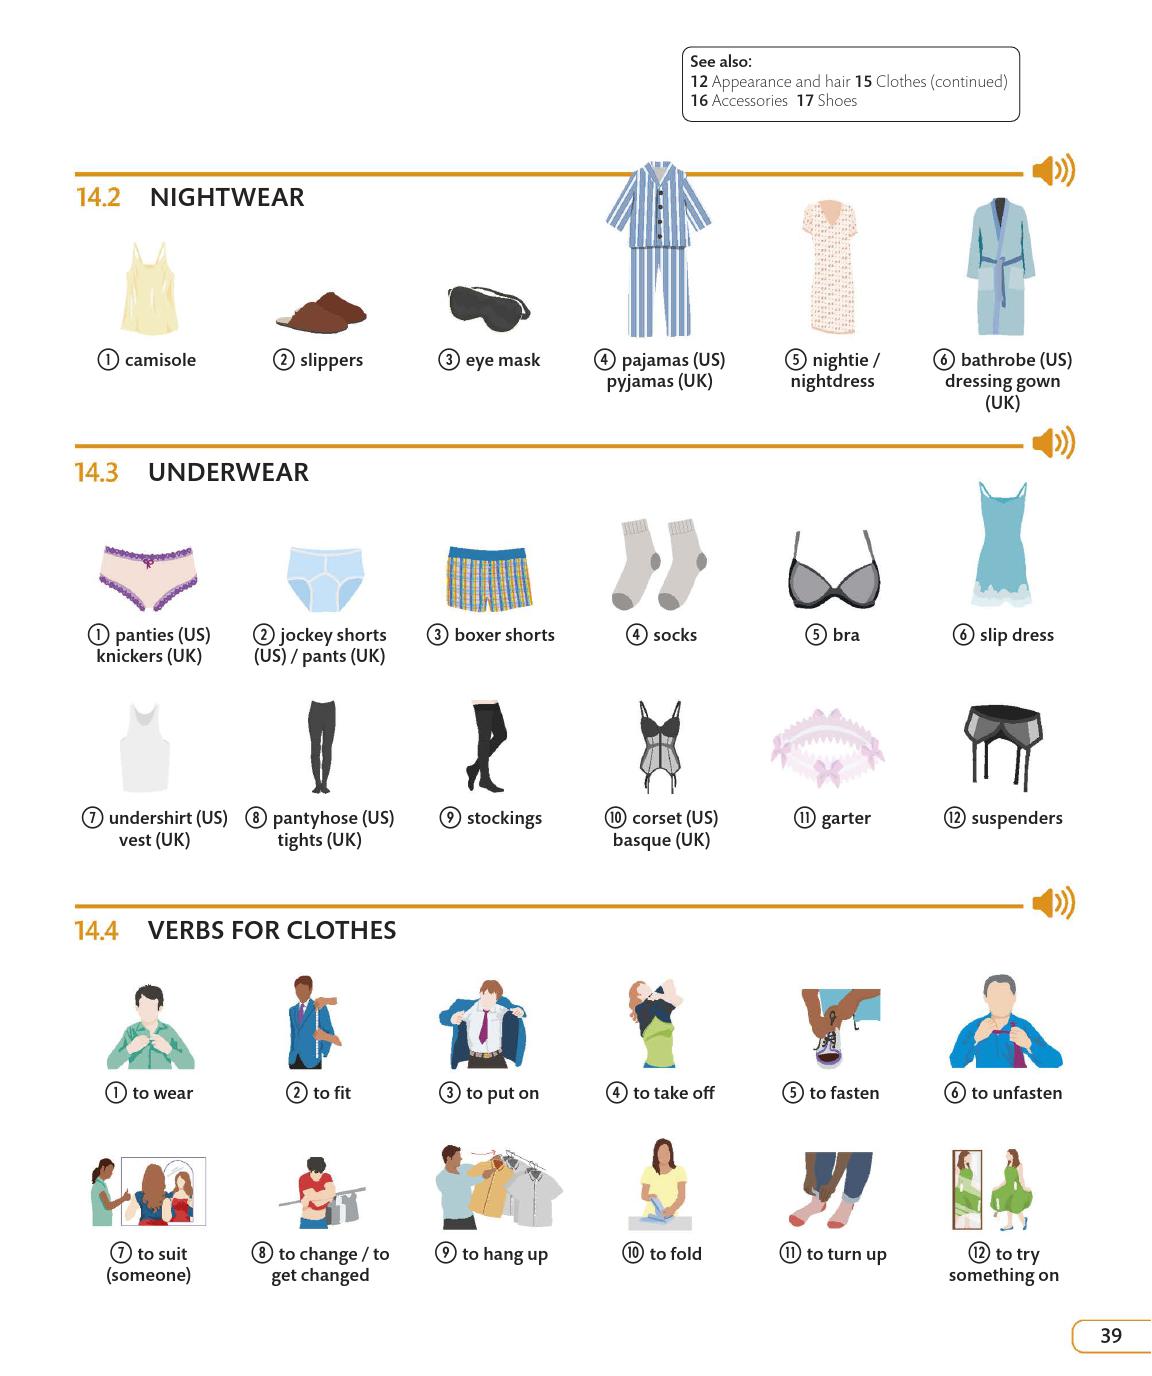 See also:
12 Appearance and hair 15 Clothes (continued)
16 Accessories 17 Shoes
14.2 NIGHTWEAR
1 camisole
2 slippers
3 eye mask
4 pajamas (US)
pyjamas (UK)
5 nightie /
nightdress
6 bathrobe (US)
dressing gown
(UK)
14.3 UNDERWEAR
1 panties (US)
knickers (UK)
2 jockey shorts
(US) / pants (UK)
3 boxer shorts
4 socks
5 bra
6 slip dress
7 undershirt (US)
vest (UK)
8 pantyhose (US)
tights (UK)
9 stockings
10 corset (US)
basque (UK)
11 garter
12 suspenders
14.4 VERBS FOR CLOTHES
1 to wear
2 to fit
3 to put on
4 to take off
5 to fasten
6 to unfasten
7 to suit
(someone)
8 to change / to
get changed
9 to hang up
10 to fold
11 to turn up
12 to try
something on
39